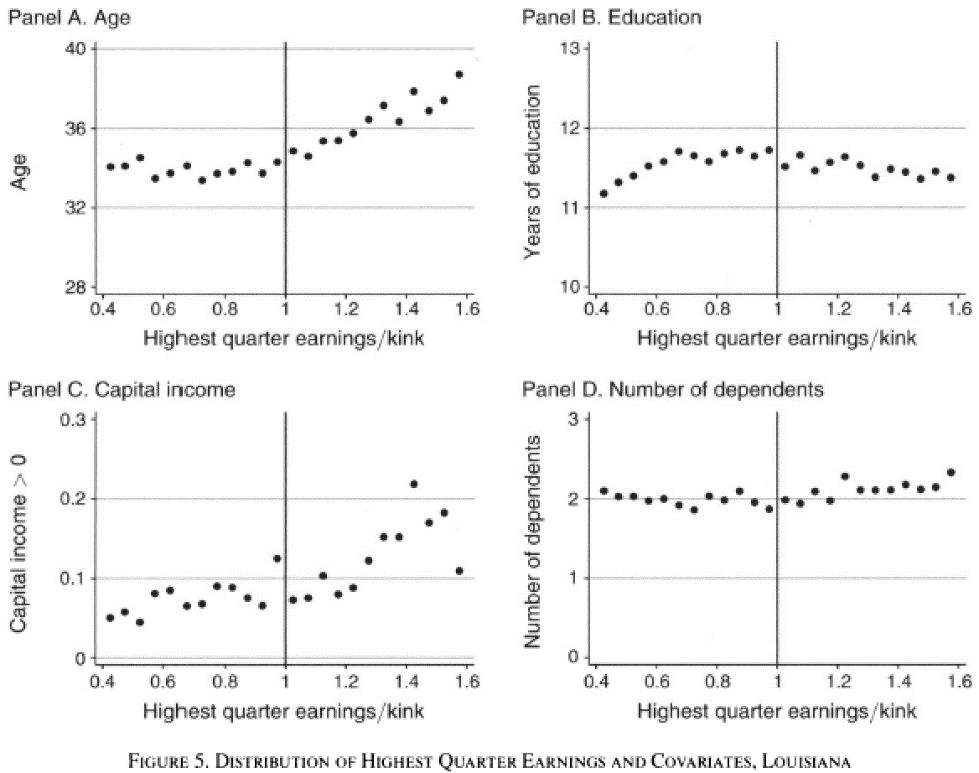 Panel A. Age
40
36
32
28
Age
0.4 0.6 0.8 1 1.2 1.4 1.6
Highest quarter earnings/kink
Panel B. Education
13
12
11
10
Years of education
0.4 0.6 0.8 1 1.2 1.4 1.6
Highest quarter earnings/kink
Panel C. Capital income
0.3
0.2
0.1
0
Capital income > 0
0.4 0.6 0.8 1 1.2 1.4 1.6
Highest quarter earnings/kink
Panel D. Number of dependents
3
2
1
0
Number of dependents
0.4 0.6 0.8 1 1.2 1.4 1.6
Highest quarter earnings/kink
FIGURE 5. DISTRIBUTION OF HIGHEST QUARTER EARNINGS AND COVARIATES, LOUISIANA